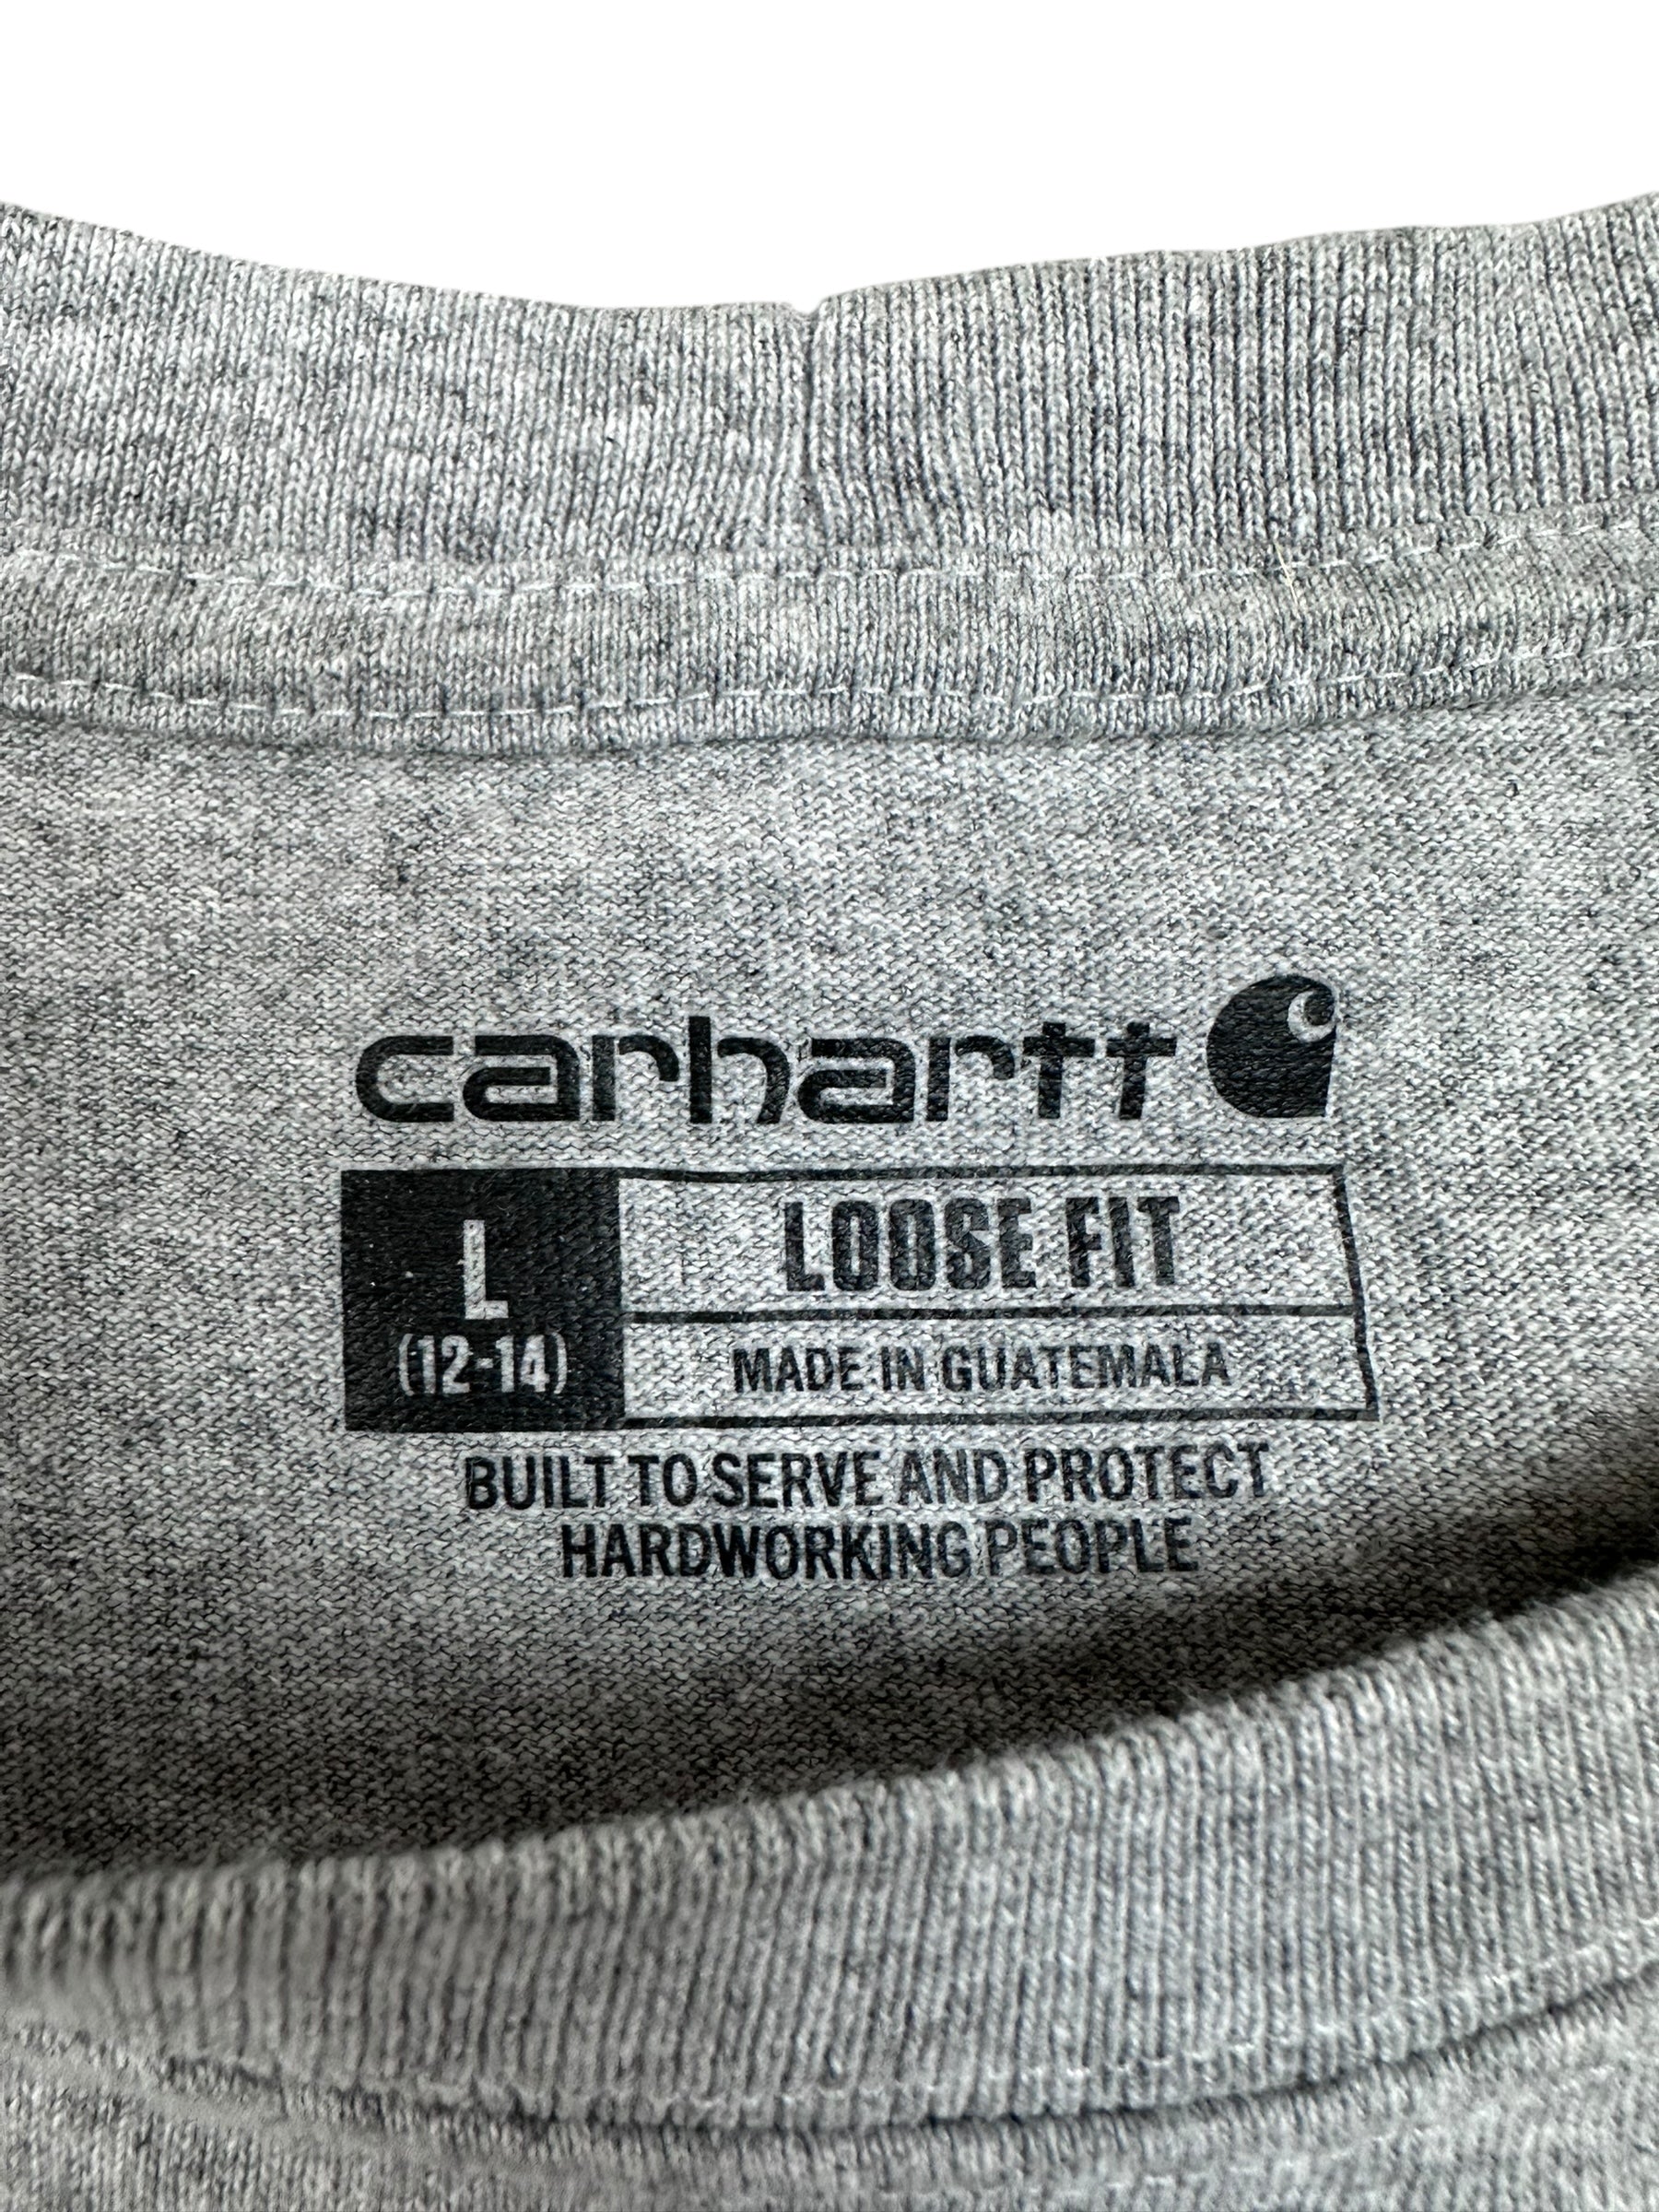 carhartt
L
(12-14)
LOOSE FIT
MADE IN GUATEMALA
BUILT TO SERVE AND PROTECT
HARDWORKING PEOPLE